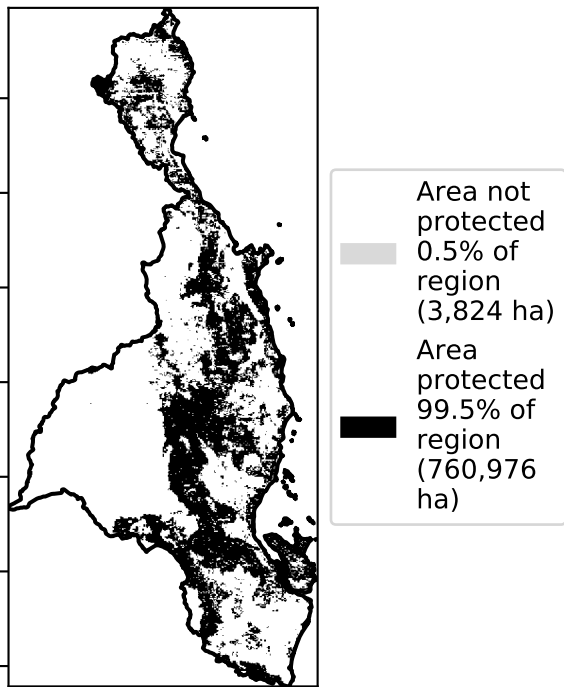 Area not
protected
0.5% of
region
(3,824 ha)
Area
protected
99.5% of
region
(760,976
ha)